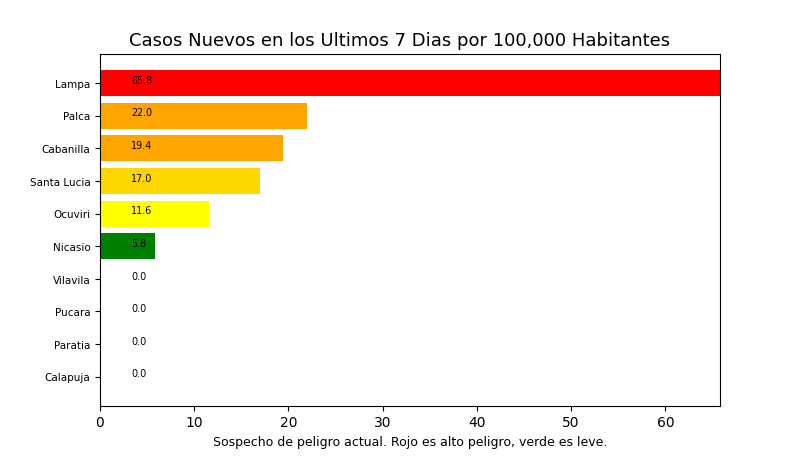 Casos Nuevos en los Ultimos 7 Dias por 100,000 Habitantes
Lampa 65.8
Palca 22.0
Cabanilla 19.4
Santa Lucia 17.0
Ocuviri 11.6
Nicasio 5.8
Vilavila 0.0
Pucara 0.0
Paratia 0.0
Calapuja 0.0
0 10 20 30 40 50 60
Sospecho de peligro actual. Rojo es alto peligro, verde es leve.